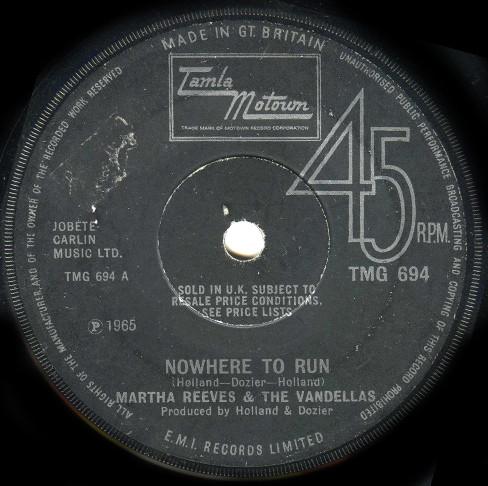 MADE IN GT. BRITAIN
UNAUTHORISED PUBLIC PERFORMANCE BROADCASTING AND COPYING OF THIS RECORD PROHIBITED
ALL RIGHTS OF THE MANUFACTURER AND OF THE OWNER OF THE RECORDED WORK RESERVED
Tamla
Motown
TRADE MARK OF MOTOWN RECORD CORPORATION
45 R.P.M.
JOBETE
CARLIN
MUSIC LTD.
TMG 694 A
TMG 694
SOLD IN U.K. SUBJECT TO
RESALE PRICE CONDITIONS.
SEE PRICE LISTS
Ⓟ 1965
NOWHERE TO RUN
(Holland—Dozier—Holland)
MARTHA REEVES & THE VANDELLAS
Produced by Holland & Dozier
E.M.I. RECORDS LIMITED